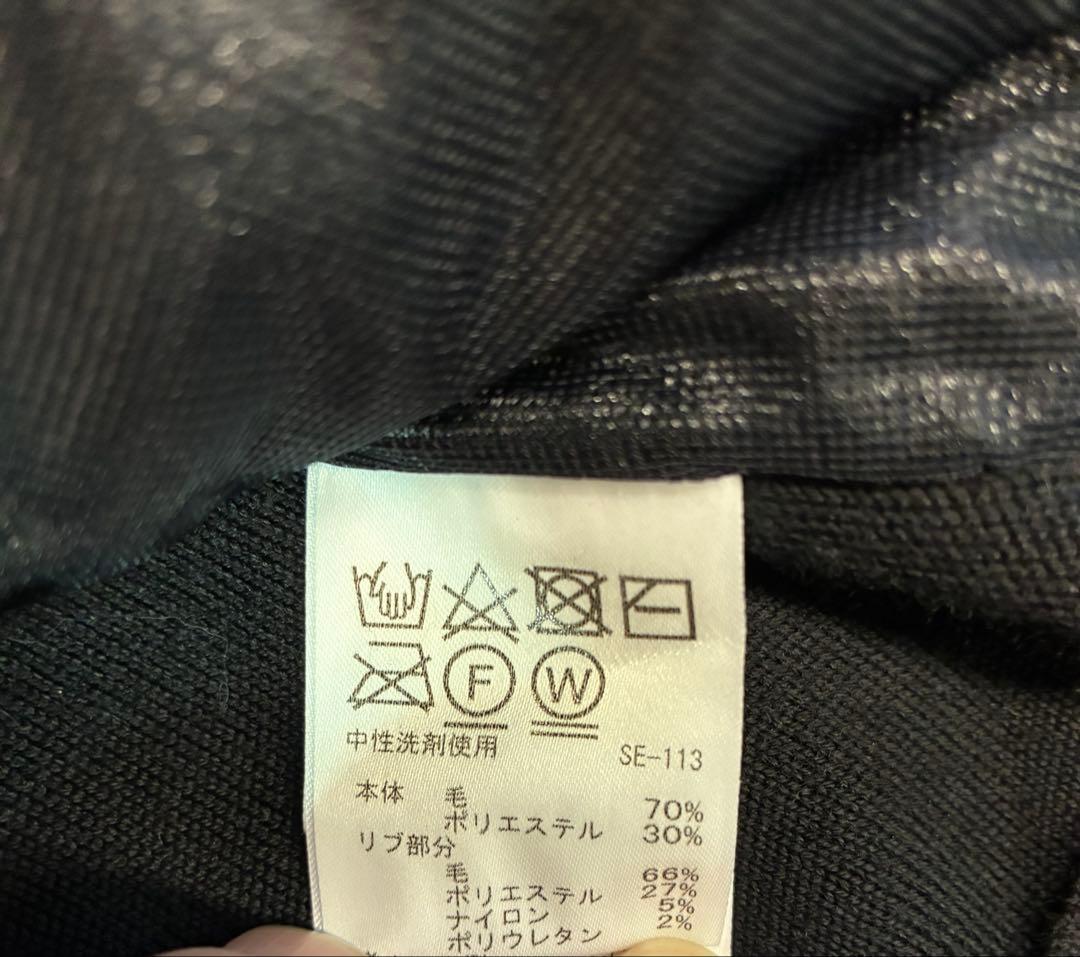 F W
中性洗剤使用
SE-113
本体 毛 70%
ポリエステル 30%
リブ部分
毛 66%
ポリエステル 27%
ナイロン 5%
ポリウレタン 2%